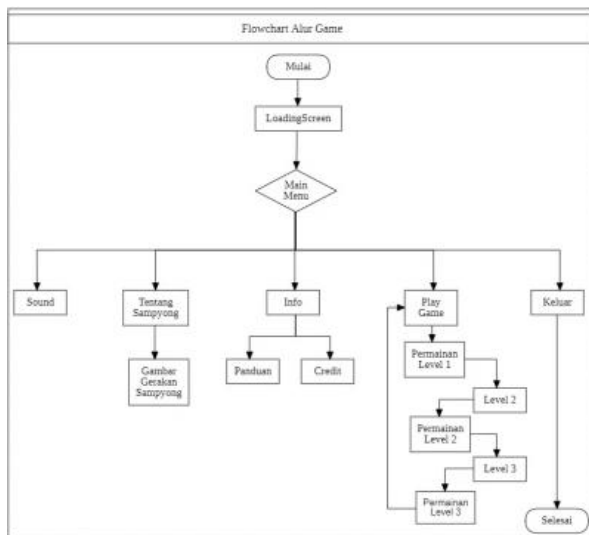 Flowchart Alur Game
Mulai
LoadingScreen
Main
Menu
Sound
Tentang
Sampyong
Info
Play
Game
Keluar
Gambar
Gerakan
Sampyong
Panduan
Credit
Permainan
Level 1
Level 2
Permainan
Level 2
Level 3
Permainan
Level 3
Selesai